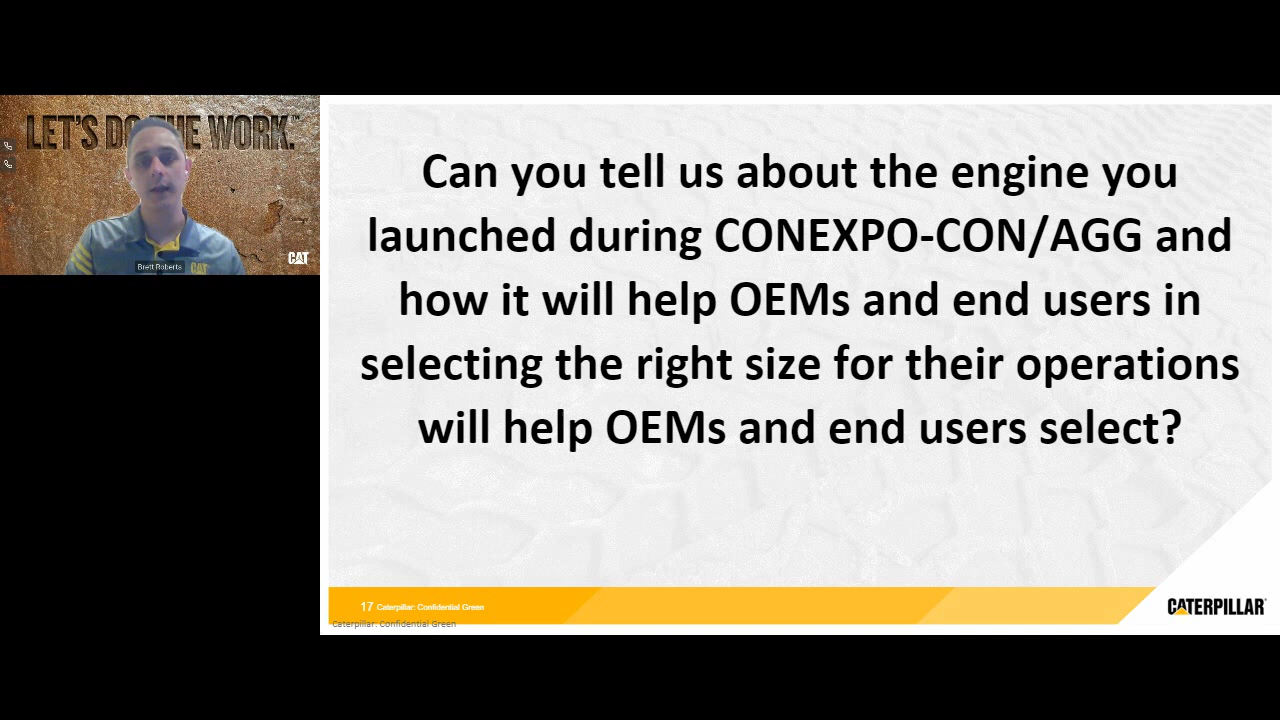 LET'S DO THE WORK.™
CAT
CAT
Brett Roberts
Can you tell us about the engine you
launched during CONEXPO-CON/AGG and
how it will help OEMs and end users in
selecting the right size for their operations
will help OEMs and end users select?
17 Caterpillar: Confidential Green
Caterpillar: Confidential Green
CATERPILLAR®